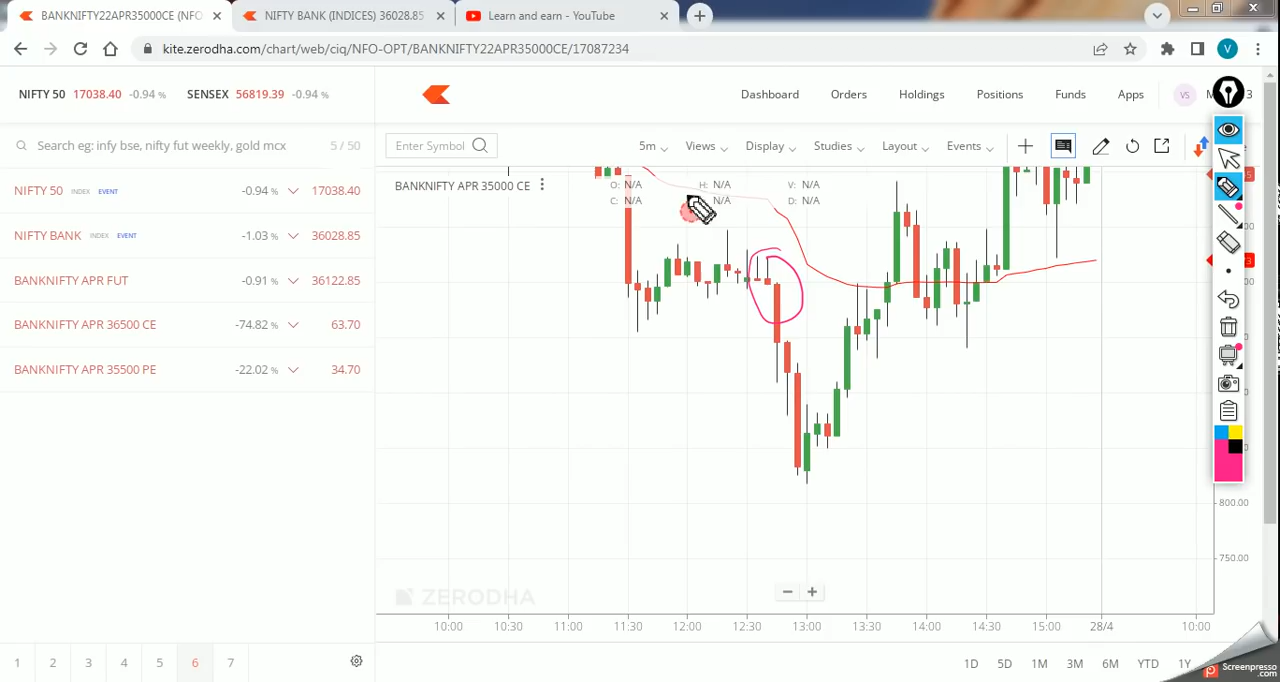 BANKNIFTY22APR35000CE (NFO
NIFTY BANK (INDICES) 36028.85
Learn and earn - YouTube
kite.zerodha.com/chart/web/ciq/NFO-OPT/BANKNIFTY22APR35000CE/17087234
V
NIFTY 50 17038.40 -0.94 % SENSEX 56819.39 -0.94 %
Dashboard Orders Holdings Positions Funds Apps VS
Search eg: infy bse, nifty fut weekly, gold mcx 5 / 50
Enter Symbol 5m Views Display Studies Layout Events
NIFTY 50 INDEX EVENT -0.94 % 17038.40
NIFTY BANK INDEX EVENT -1.03 % 36028.85
BANKNIFTY APR FUT -0.91 % 36122.85
BANKNIFTY APR 36500 CE -74.82 % 63.70
BANKNIFTY APR 35500 PE -22.02 % 34.70
BANKNIFTY APR 35000 CE
O: N/A H: N/A V: N/A
C: N/A N/A D: N/A
800.00
750.00
ZERODHA
10:00 10:30 11:00 11:30 12:00 12:30 13:00 13:30 14:00 14:30 15:00 28/4 10:00
1 2 3 4 5 6 7
1D 5D 1M 3M 6M YTD 1Y
Screenpresso
.com